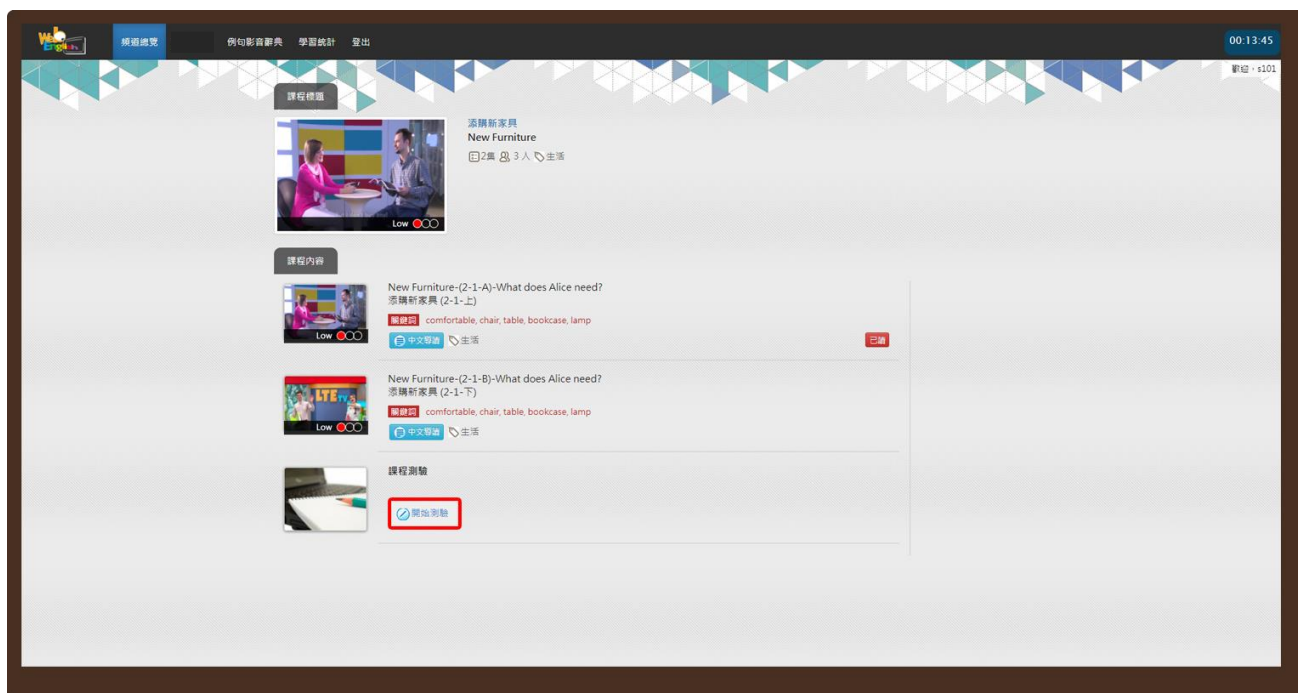 Web English
頻道總覽 例句影音辭典 學習統計 登出 00:13:45
歡迎,s101
課程標題
添購新家具
New Furniture
2集 3 人 生活
Low
課程內容
New Furniture-(2-1-A)-What does Alice need?
添購新家具 (2-1-上)
關鍵詞 comfortable, chair, table, bookcase, lamp
中文導讀 生活 已讀
Low
New Furniture-(2-1-B)-What does Alice need?
添購新家具 (2-1-下)
LTE TV
關鍵詞 comfortable, chair, table, bookcase, lamp
中文導讀 生活
Low
課程測驗
開始測驗